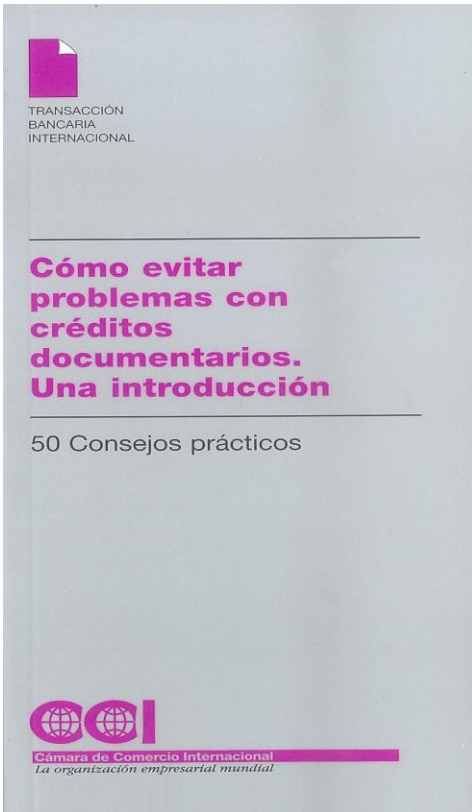 TRANSACCIÓN
BANCARIA
INTERNACIONAL
Cómo evitar
problemas con
créditos
documentarios.
Una introducción
50 Consejos prácticos
CCI
Cámara de Comercio Internacional
La organización empresarial mundial